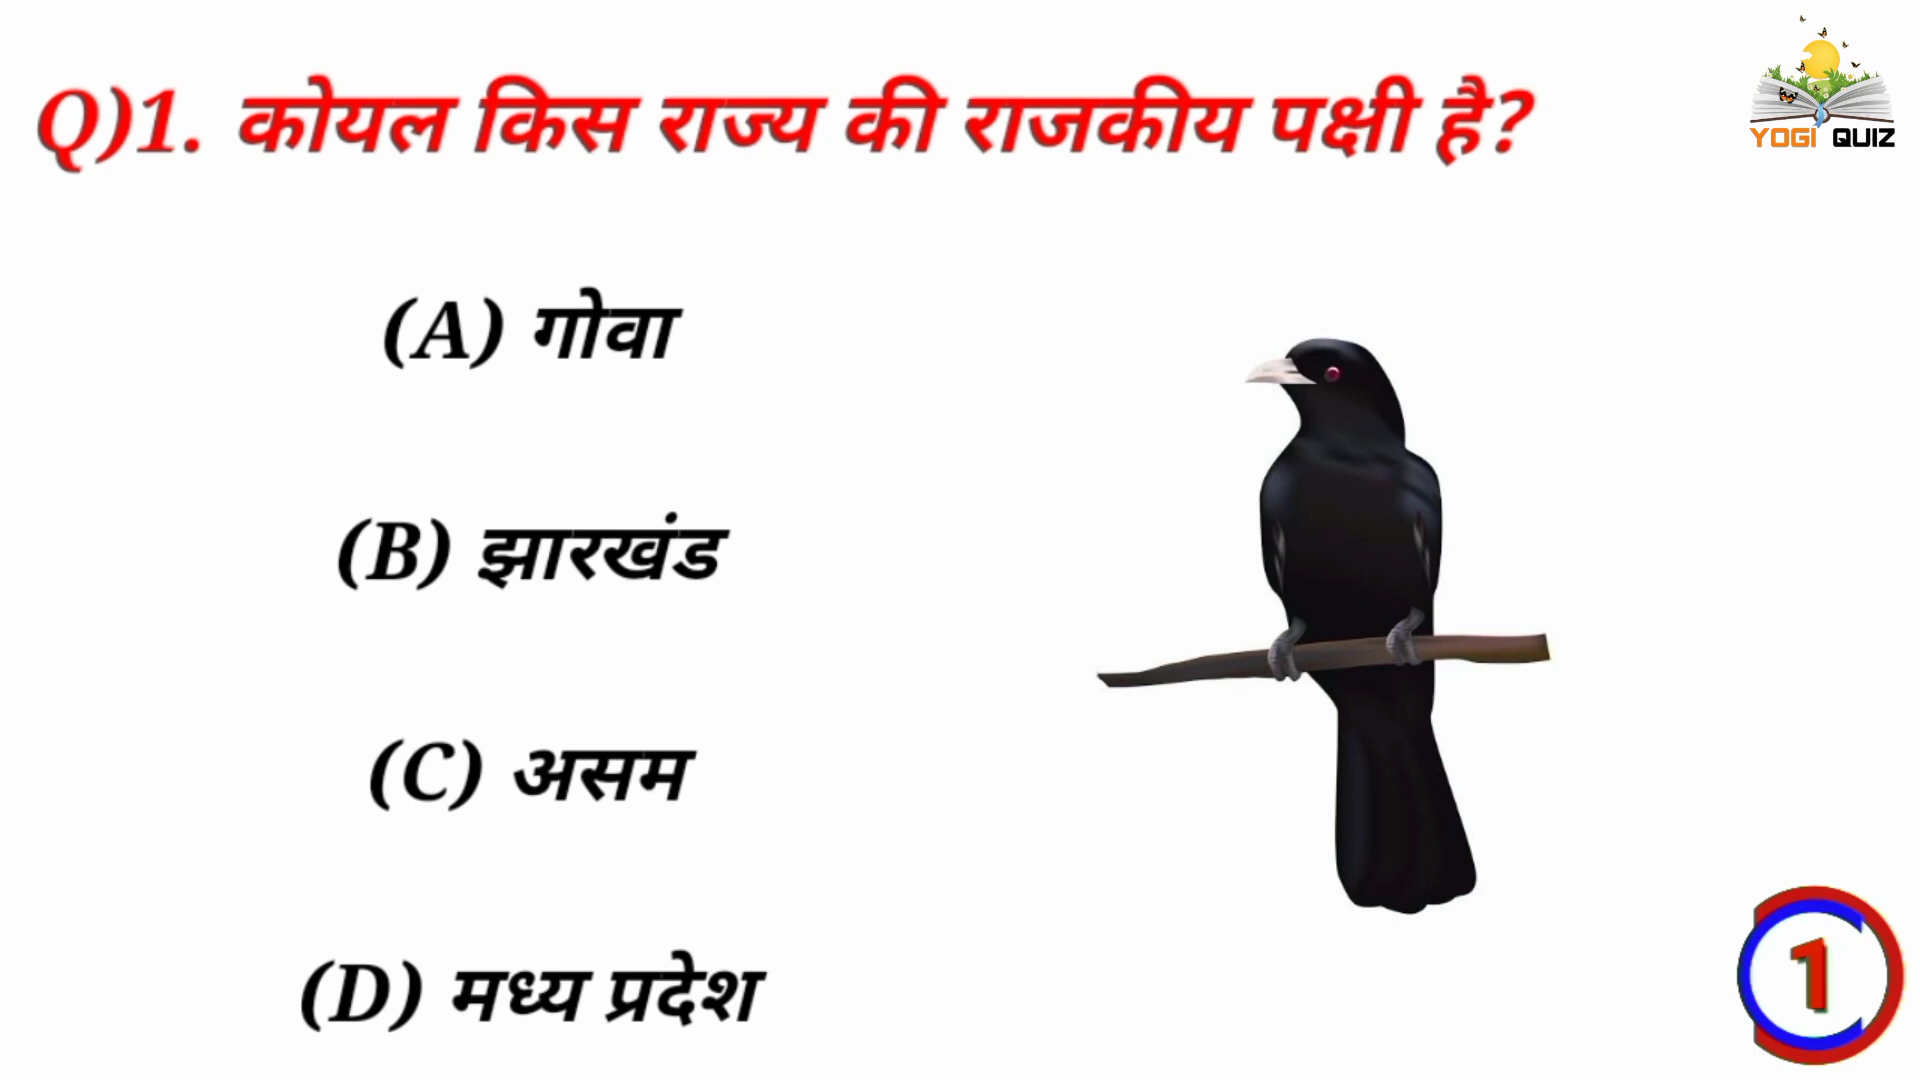 Q)1. कोयल किस राज्य की राजकीय पक्षी है?
YOGI QUIZ
(A) गोवा
(B) झारखंड
(C) असम
(D) मध्य प्रदेश
1